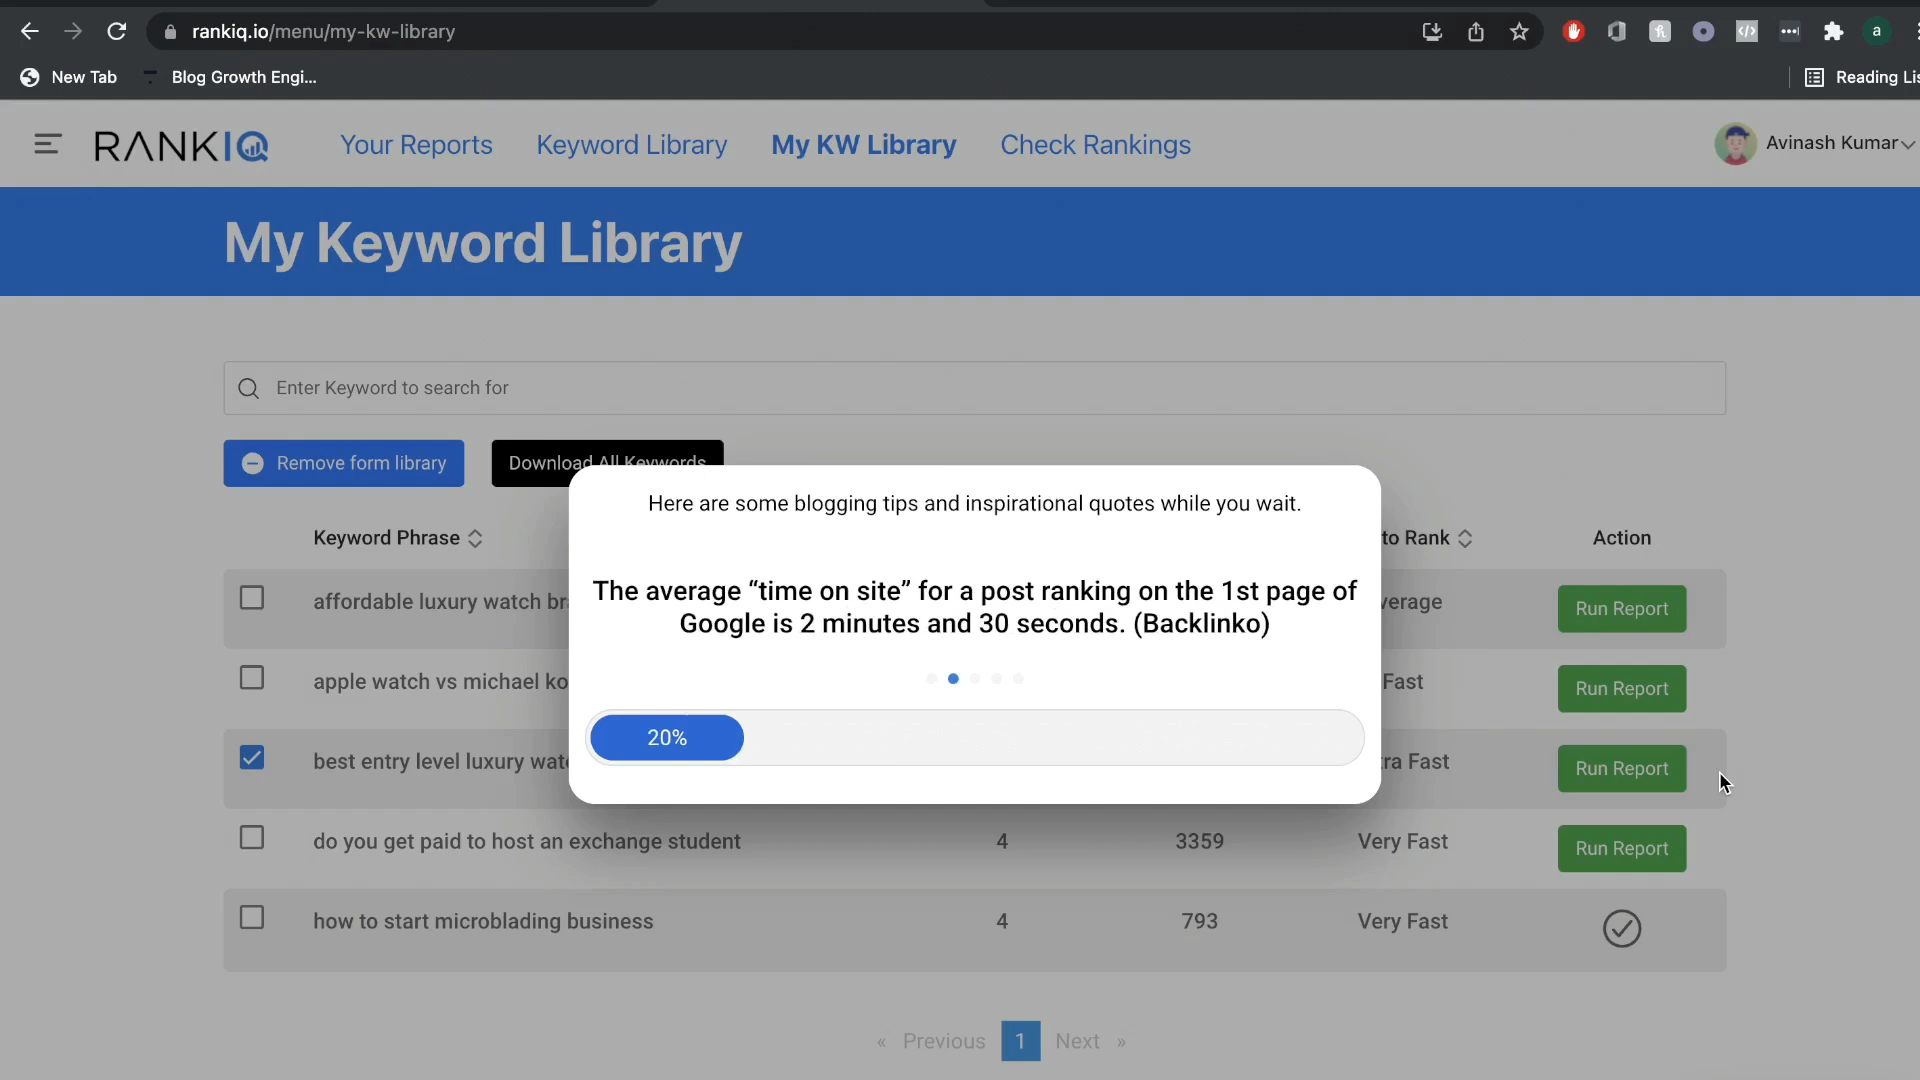 rankiq.io/menu/my-kw-library
a
New Tab
Blog Growth Engi...
Reading Lis
RANKIQ
Your Reports
Keyword Library
My KW Library
Check Rankings
Avinash Kumar
My Keyword Library
Enter Keyword to search for
Remove form library
Download All Keywords
Here are some blogging tips and inspirational quotes while you wait.
Keyword Phrase
to Rank
Action
The average “time on site” for a post ranking on the 1st page of
Google is 2 minutes and 30 seconds. (Backlinko)
20%
affordable luxury watch bra
verage
Run Report
apple watch vs michael ko
Fast
Run Report
best entry level luxury wat
tra Fast
Run Report
do you get paid to host an exchange student
4
3359
Very Fast
Run Report
how to start microblading business
4
793
Very Fast
« Previous
1
Next »